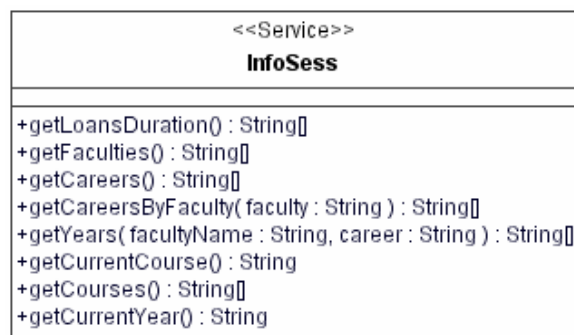 <<Service>>
InfoSess
+getLoansDuration() : String[]
+getFaculties() : String[]
+getCareers() : String[]
+getCareersByFaculty( faculty : String ) : String[]
+getYears( facultyName : String, career : String ) : String[]
+getCurrentCourse() : String
+getCourses() : String[]
+getCurrentYear() : String